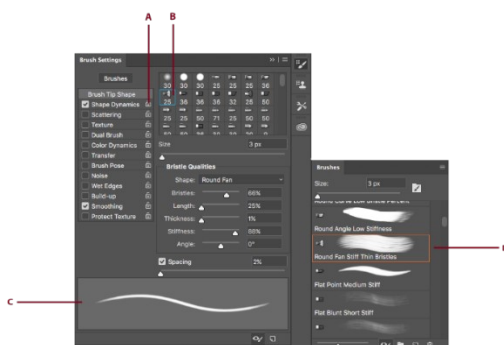 A
B
Brush Settings
Brushes
Brush Tip Shape
Shape Dynamics
Scattering
Texture
Dual Brush
Color Dynamics
Transfer
Brush Pose
Noise
Wet Edges
Build-up
Smoothing
Protect Texture
30 30 30 25 25 25
25 36 36 36 32 25 50
25 25 50 71 25 50 50
Size 3 px
Bristle Qualities
Shape: Round Fan
Bristles: 66%
Length: 25%
Thickness: 1%
Stiffness: 88%
Angle: 0°
Spacing 2%
C
Brushes
Size: 3 px
Round Angle Low Stiffness
Round Fan Stiff Thin Bristles
Flat Point Medium Stiff
Flat Blunt Short Stiff